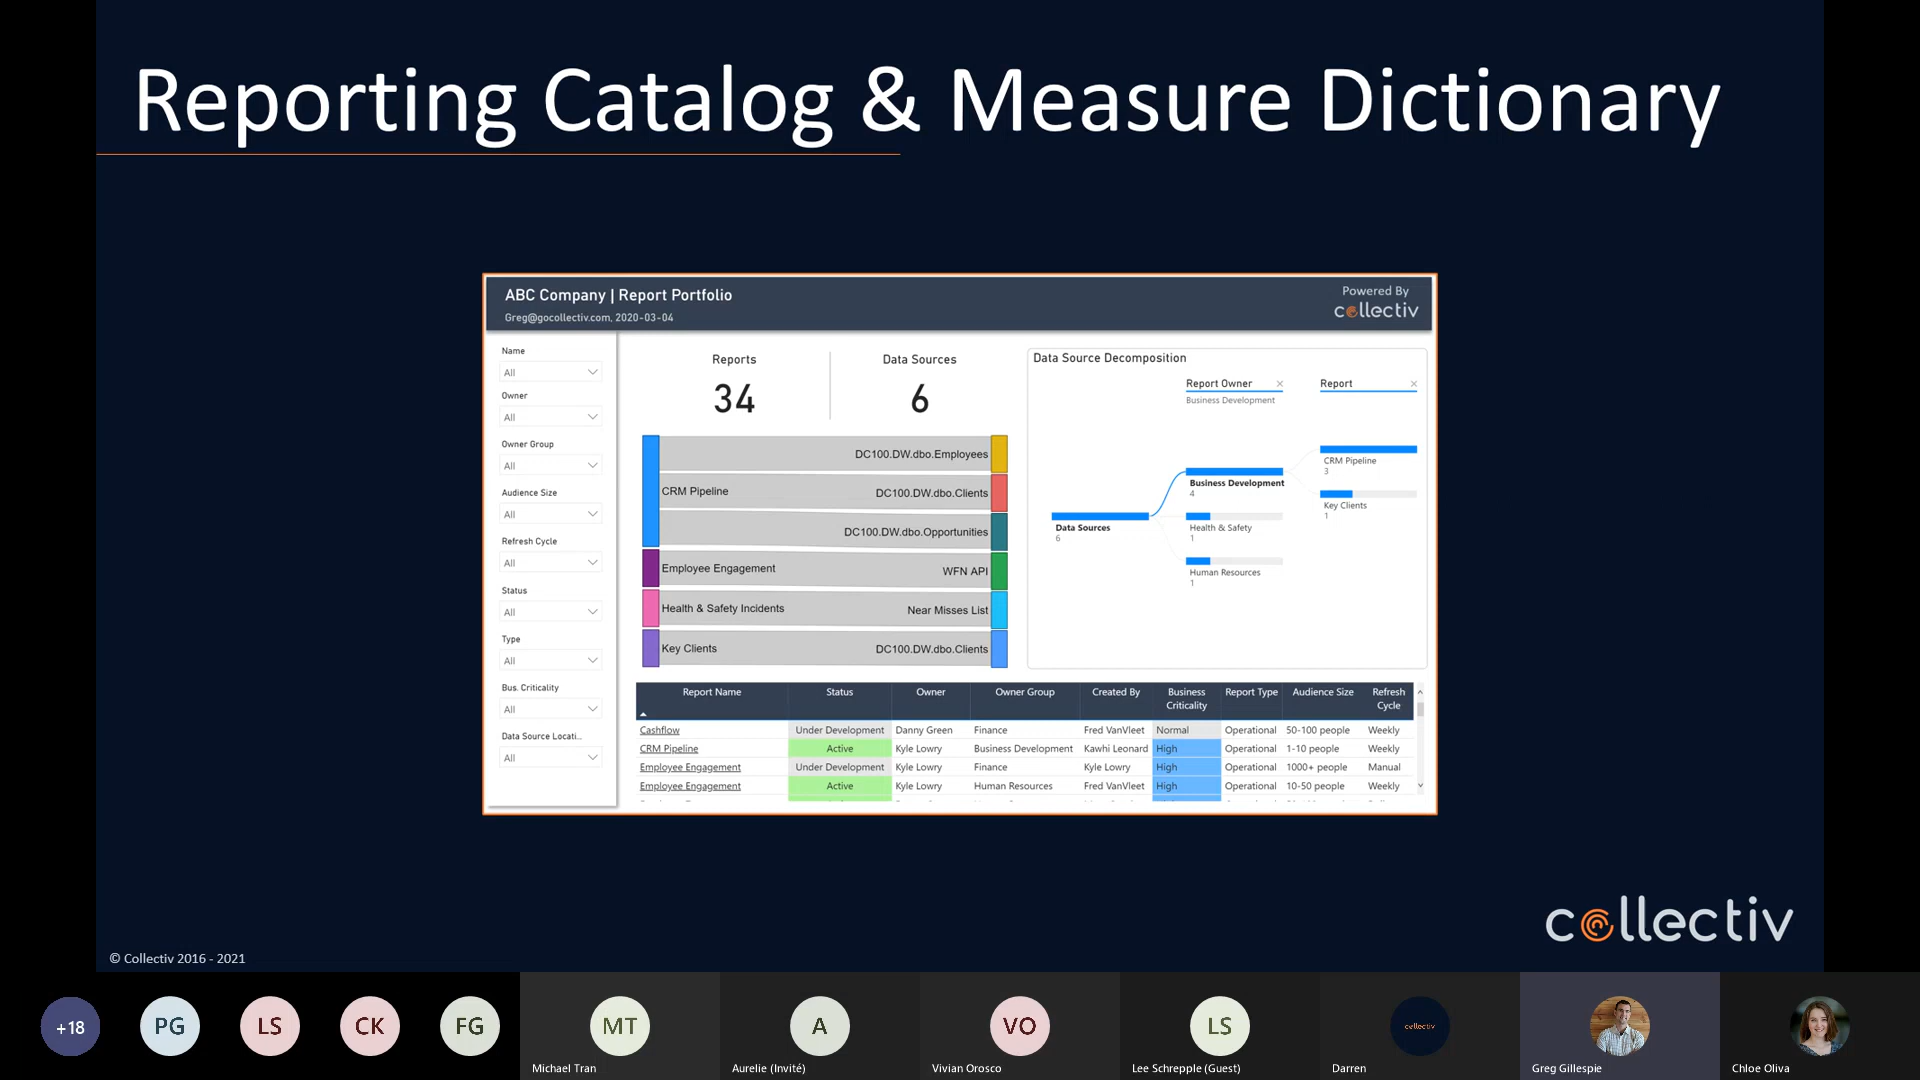 Reporting Catalog & Measure Dictionary
ABC Company | Report Portfolio
Greg@gocollectiv.com, 2020-03-04
Powered By
collectiv
Name
All
Owner
All
Owner Group
All
Audience Size
All
Refresh Cycle
All
Status
All
Type
All
Bus. Criticality
All
Data Source Locati...
All
Reports
34
Data Sources
6
CRM Pipeline
Employee Engagement
Health & Safety Incidents
Key Clients
DC100.DW.dbo.Employees
DC100.DW.dbo.Clients
DC100.DW.dbo.Opportunities
WFN API
Near Misses List
DC100.DW.dbo.Clients
Data Source Decomposition
Report Owner
Business Development
Report
Data Sources
6
Business Development
4
Health & Safety
1
Human Resources
1
CRM Pipeline
3
Key Clients
1
Report Name Status Owner Owner Group Created By Business Criticality Report Type Audience Size Refresh Cycle
Cashflow Under Development Danny Green Finance Fred VanVleet Normal Operational 50-100 people Weekly
CRM Pipeline Active Kyle Lowry Business Development Kawhi Leonard High Operational 1-10 people Weekly
Employee Engagement Under Development Kyle Lowry Finance Kyle Lowry High Operational 1000+ people Manual
Employee Engagement Active Kyle Lowry Human Resources Fred VanVleet High Operational 10-50 people Weekly
collectiv
© Collectiv 2016 - 2021
+18
PG
LS
CK
FG
MT
Michael Tran
A
Aurelie (Invité)
VO
Vivian Orosco
LS
Lee Schrepple (Guest)
collectiv
Darren
Greg Gillespie
Chloe Oliva